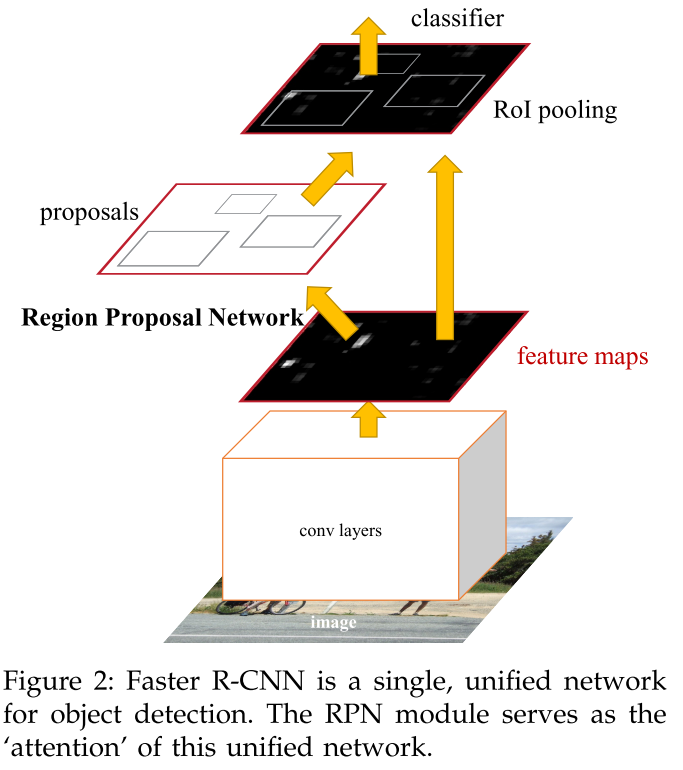 classifier
RoI pooling
proposals
Region Proposal Network
feature maps
conv layers
image
Figure 2: Faster R-CNN is a single, unified network
for object detection. The RPN module serves as the
‘attention’ of this unified network.